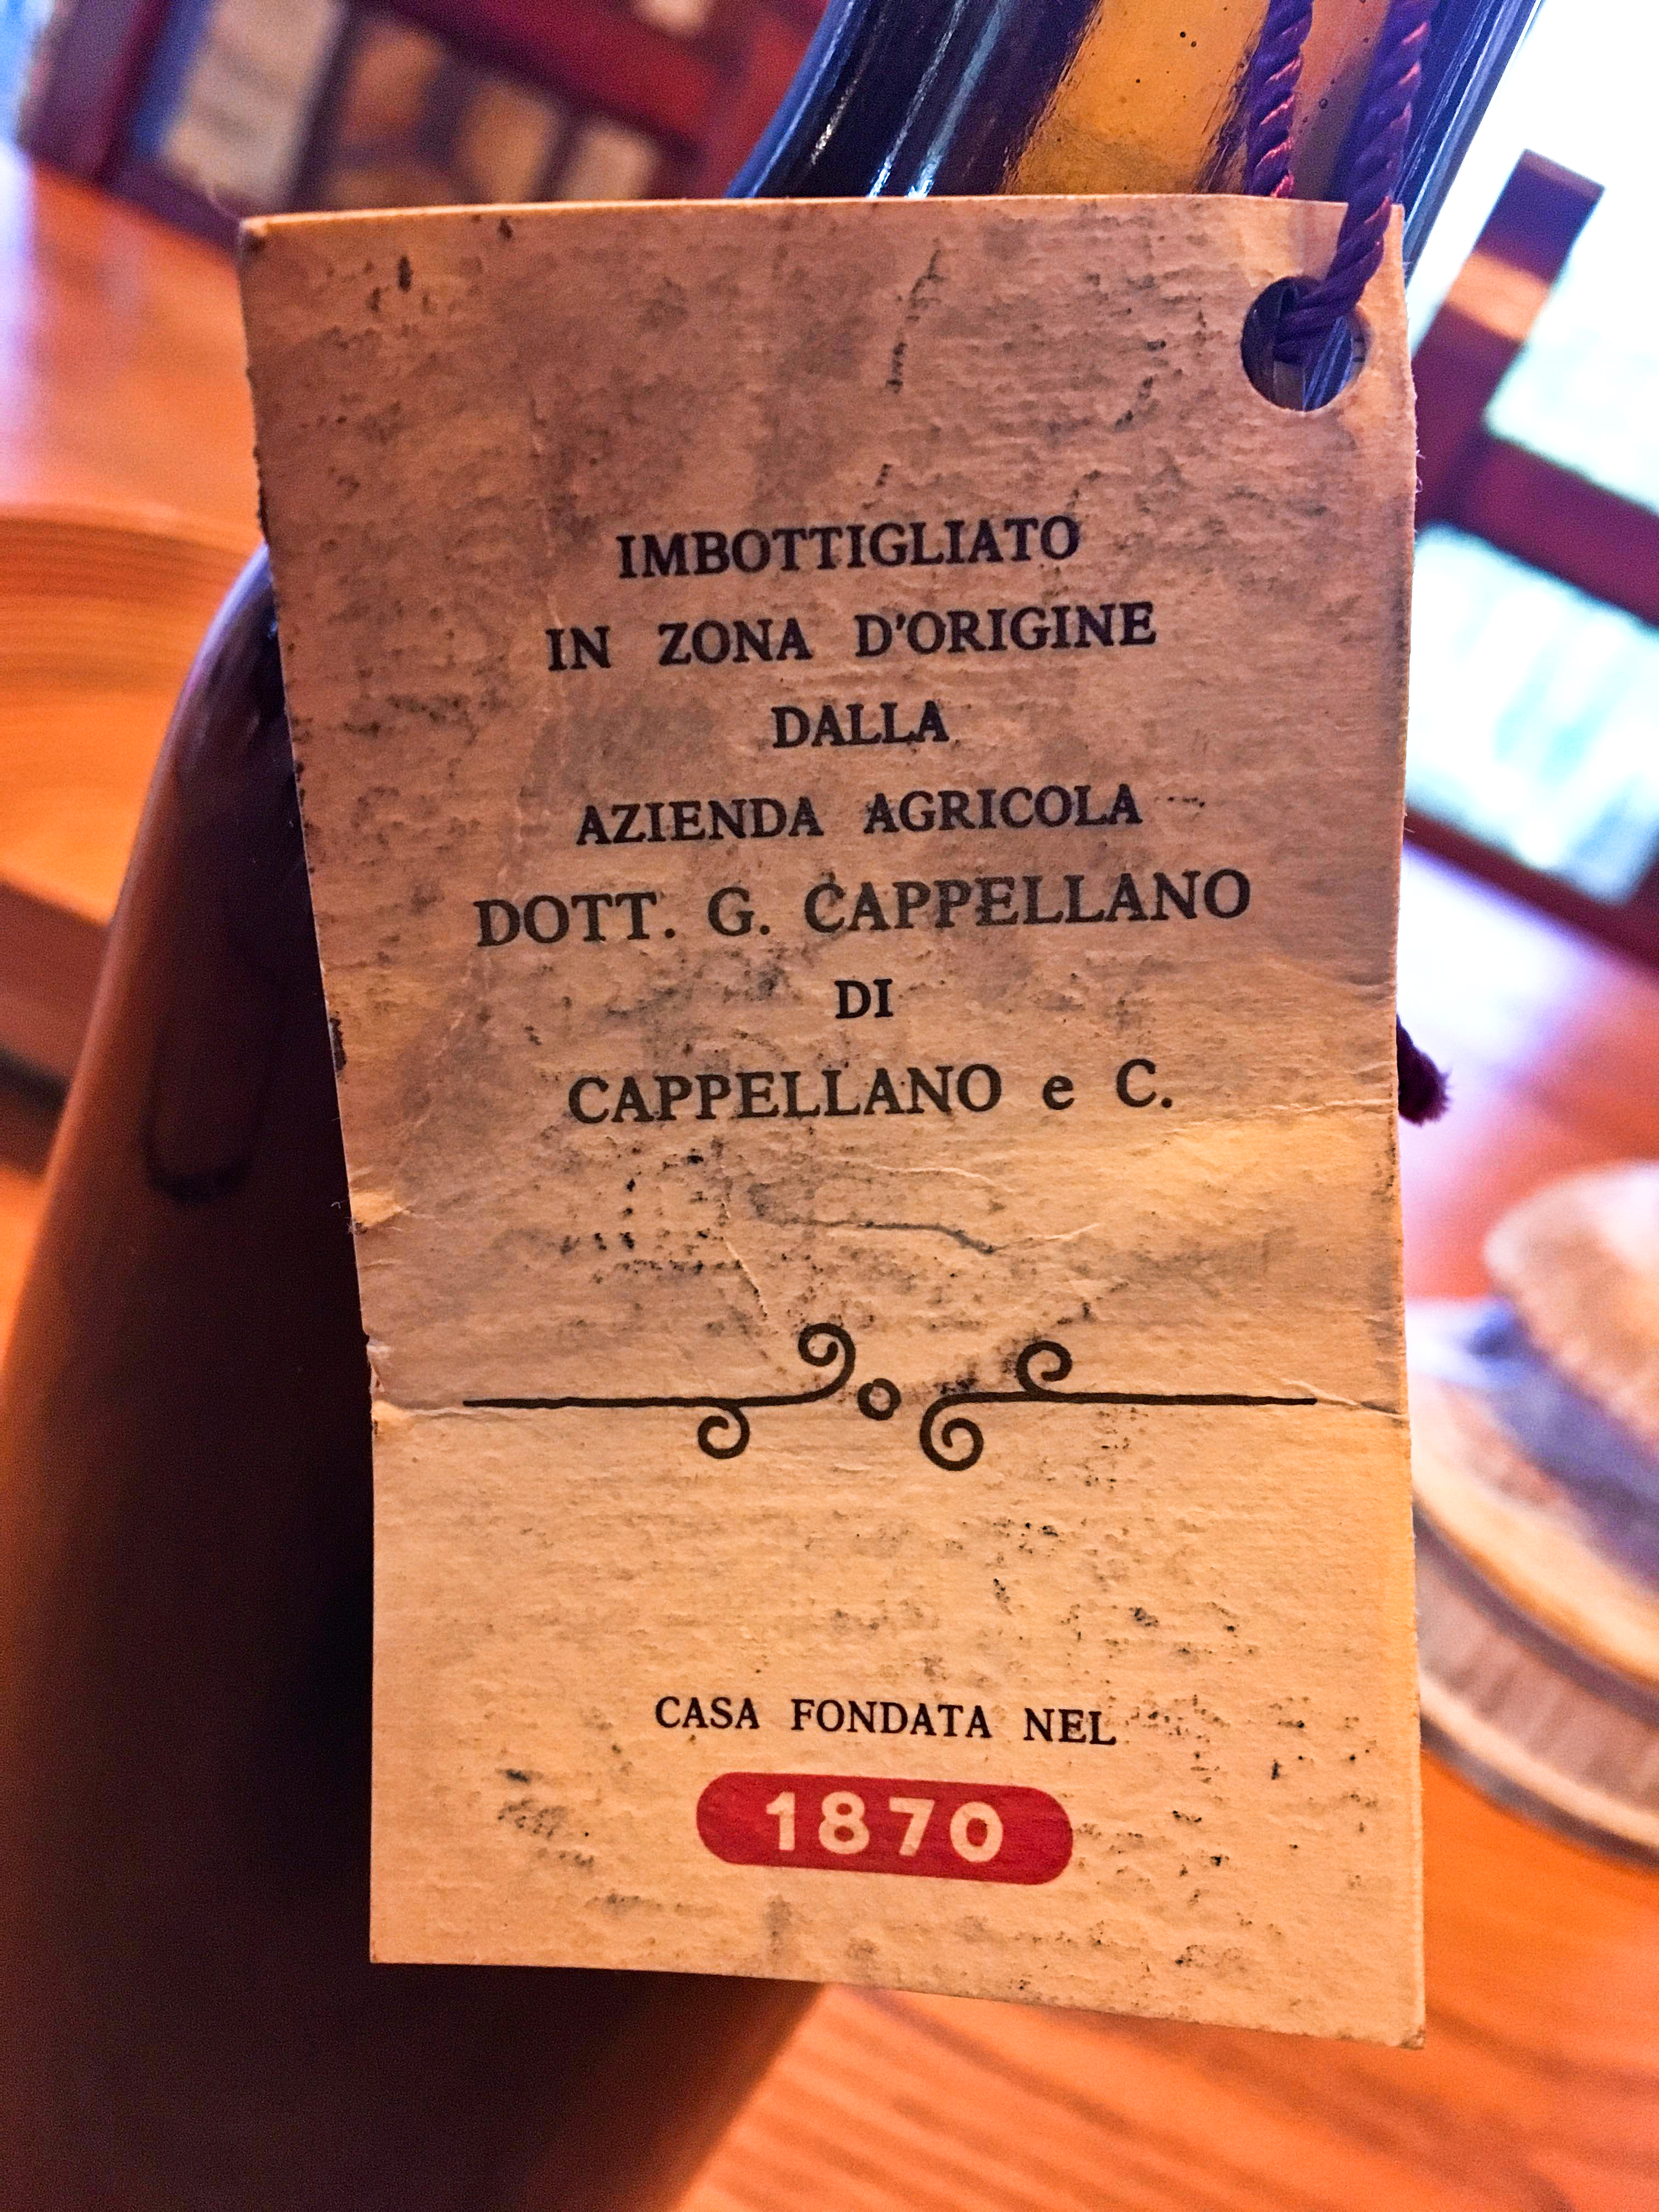 IMBOTTIGLIATO
IN ZONA D'ORIGINE
DALLA
AZIENDA AGRICOLA
DOTT. G. CAPPELLANO
DI
CAPPELLANO e C.
CASA FONDATA NEL
1870